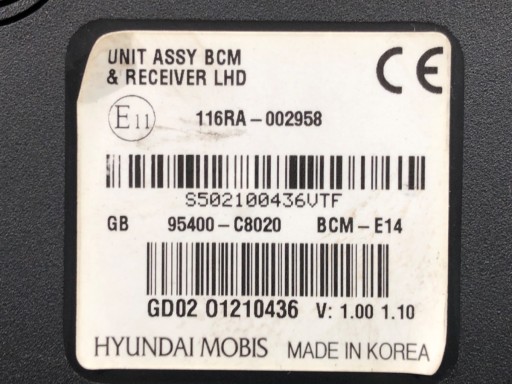 UNIT ASSY BCM
& RECEIVER LHD
CE
E11 116RA-002958
S502100436VTF
GB 95400-C8020 BCM-E14
GD02 01210436 V: 1.00 1.10
HYUNDAI MOBIS MADE IN KOREA